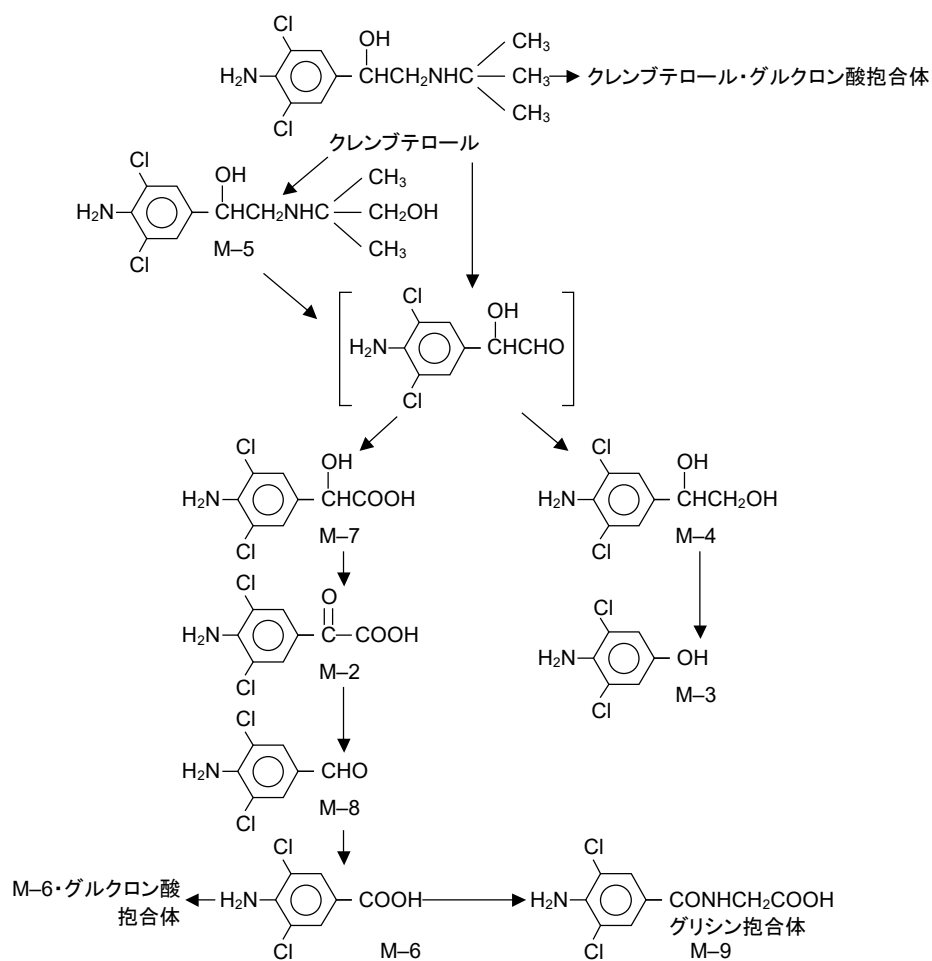 Cl
OH
CH3
H2N
CHCH2NHC
CH3
クレンブテロール・グルクロン酸抱合体
CH3
Cl
クレンブテロール
Cl
OH
CH3
H2N
CHCH2NHC
CH2OH
CH3
Cl
M–5
Cl
OH
H2N
CHCHO
Cl
Cl
OH
H2N
CHCOOH
Cl
M–7
Cl
OH
H2N
CHCH2OH
Cl
M–4
Cl
O
H2N
C
COOH
Cl
M–2
Cl
H2N
OH
Cl
M–3
Cl
H2N
CHO
Cl
M–8
M–6・グルクロン酸
抱合体
Cl
H2N
COOH
Cl
M–6
Cl
H2N
CONHCH2COOH
グリシン抱合体
Cl
M–9